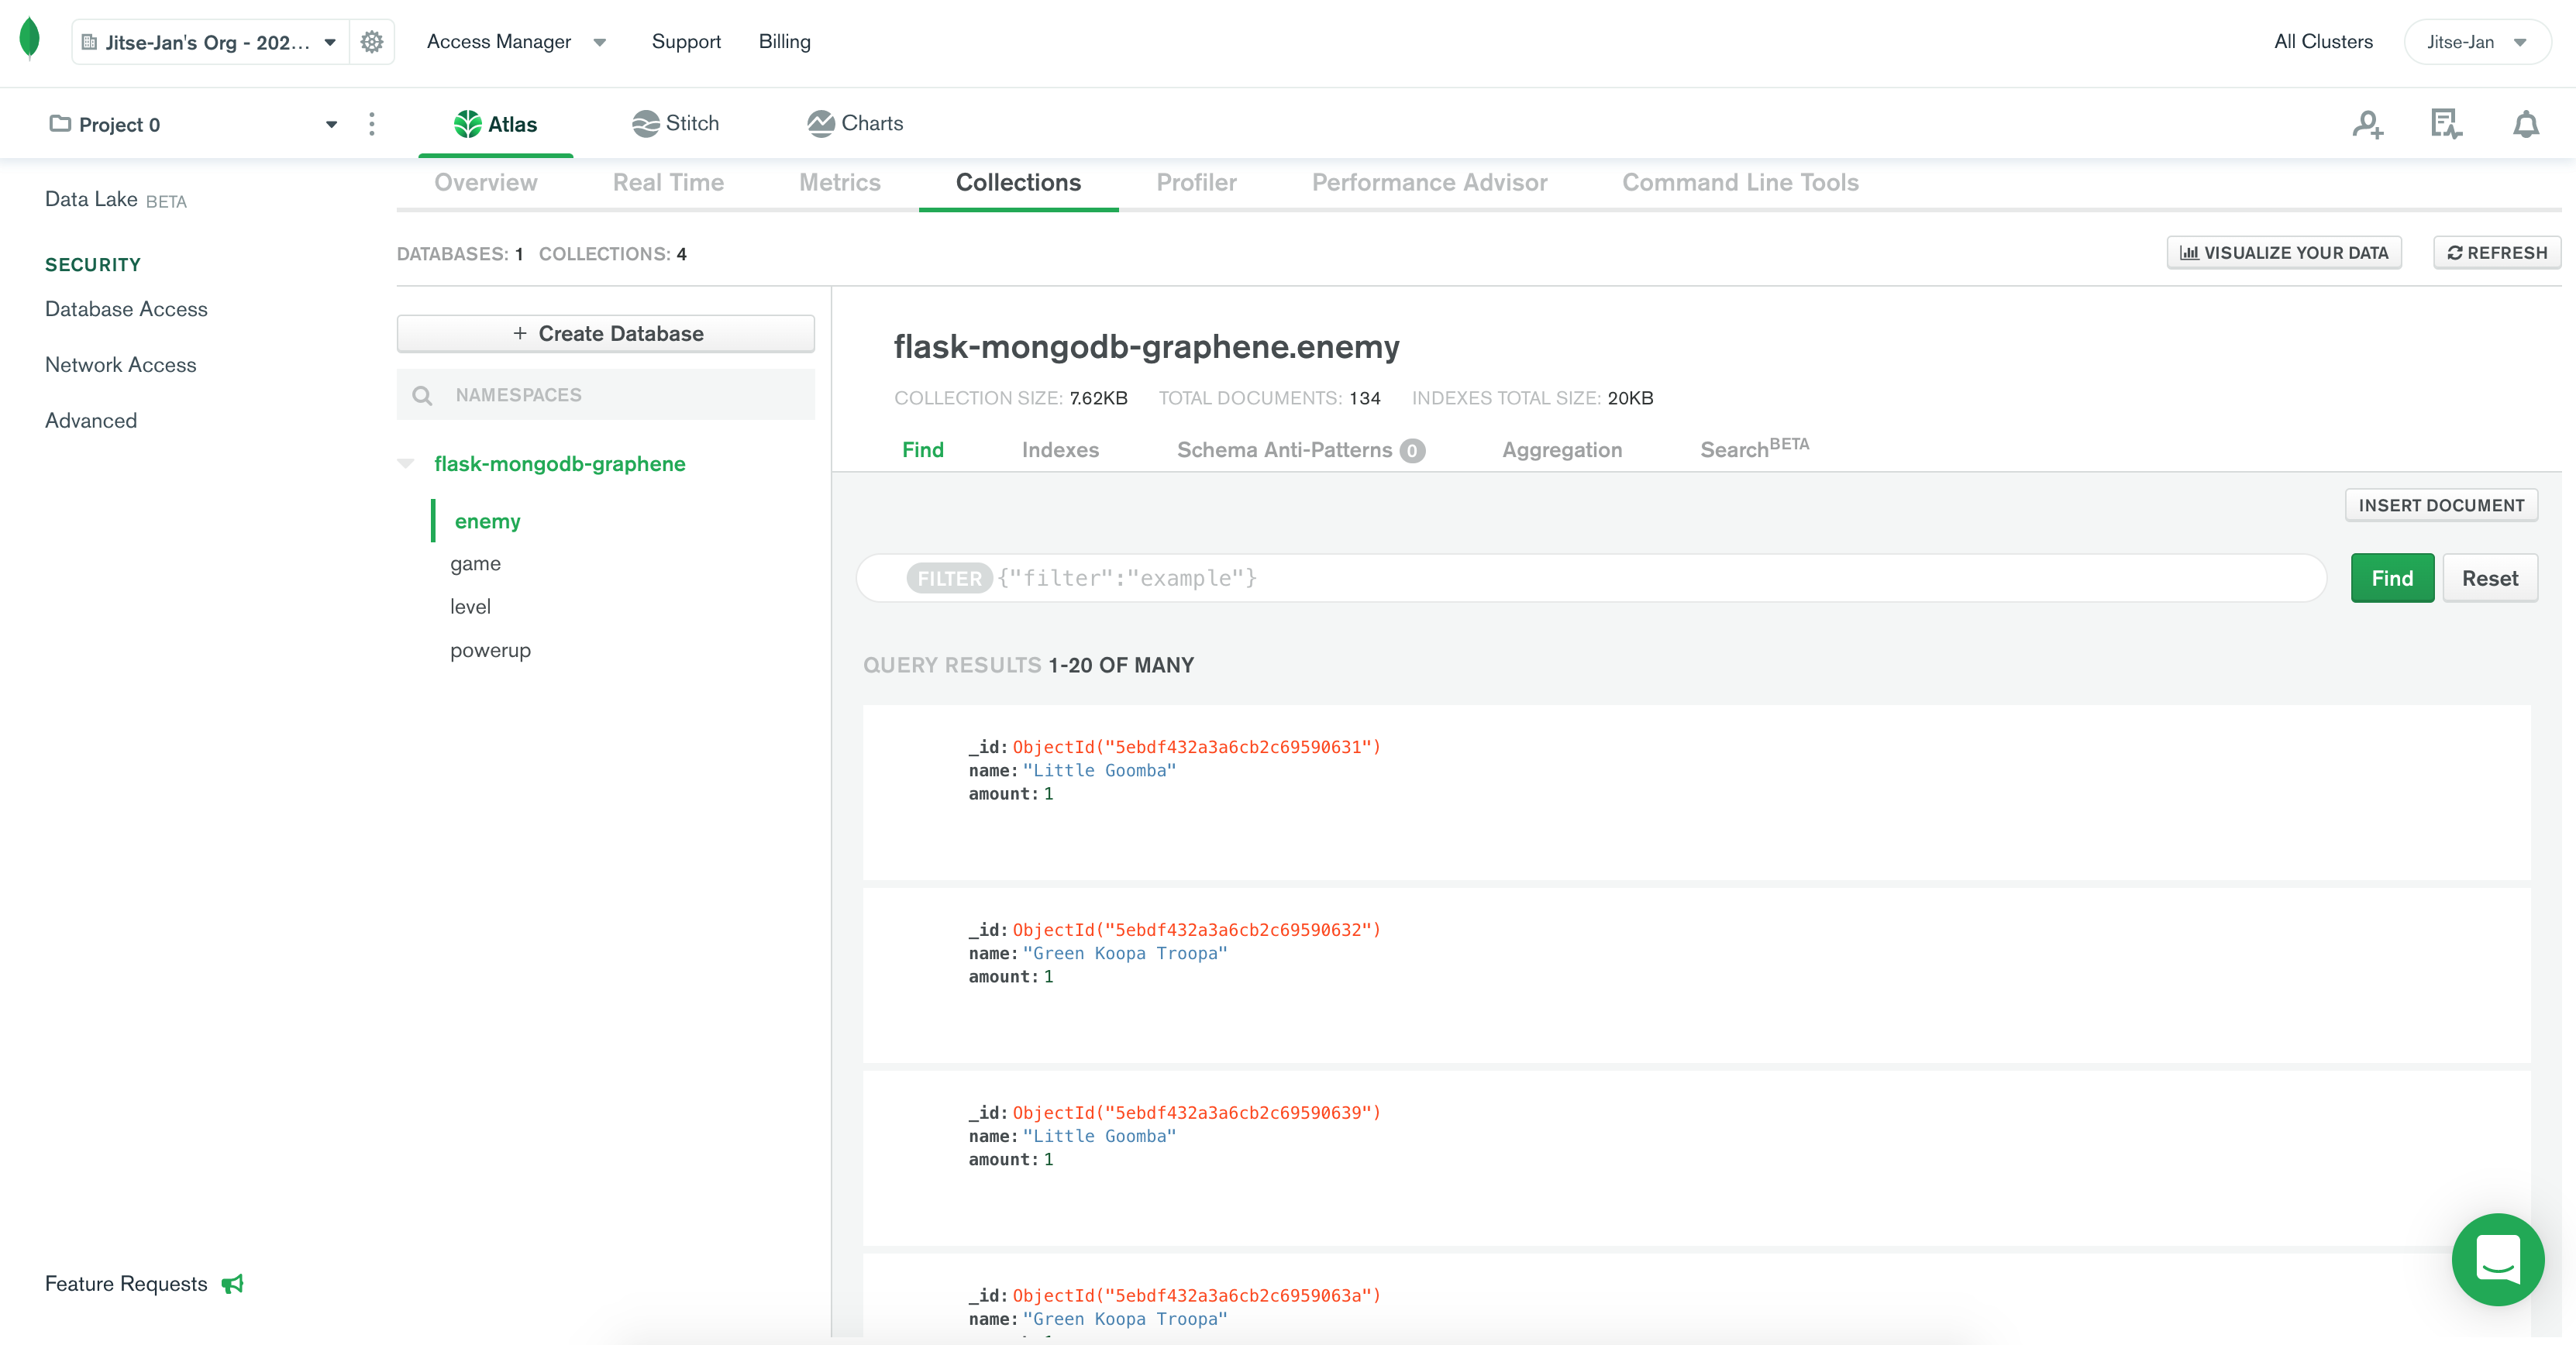 Jitse-Jan's Org - 202...
Access Manager
Support
Billing
All Clusters
Jitse-Jan
Project 0
Atlas
Stitch
Charts
Data Lake BETA
SECURITY
Database Access
Network Access
Advanced
Feature Requests
Overview
Real Time
Metrics
Collections
Profiler
Performance Advisor
Command Line Tools
DATABASES: 1 COLLECTIONS: 4
VISUALIZE YOUR DATA
REFRESH
+ Create Database
NAMESPACES
flask-mongodb-graphene
enemy
game
level
powerup
flask-mongodb-graphene.enemy
COLLECTION SIZE: 7.62KB TOTAL DOCUMENTS: 134 INDEXES TOTAL SIZE: 20KB
Find
Indexes
Schema Anti-Patterns 0
Aggregation
Search BETA
INSERT DOCUMENT
FILTER {"filter":"example"}
Find
Reset
QUERY RESULTS 1-20 OF MANY
_id: ObjectId("5ebdf432a3a6cb2c69590631")
name: "Little Goomba"
amount: 1
_id: ObjectId("5ebdf432a3a6cb2c69590632")
name: "Green Koopa Troopa"
amount: 1
_id: ObjectId("5ebdf432a3a6cb2c69590639")
name: "Little Goomba"
amount: 1
_id: ObjectId("5ebdf432a3a6cb2c6959063a")
name: "Green Koopa Troopa"